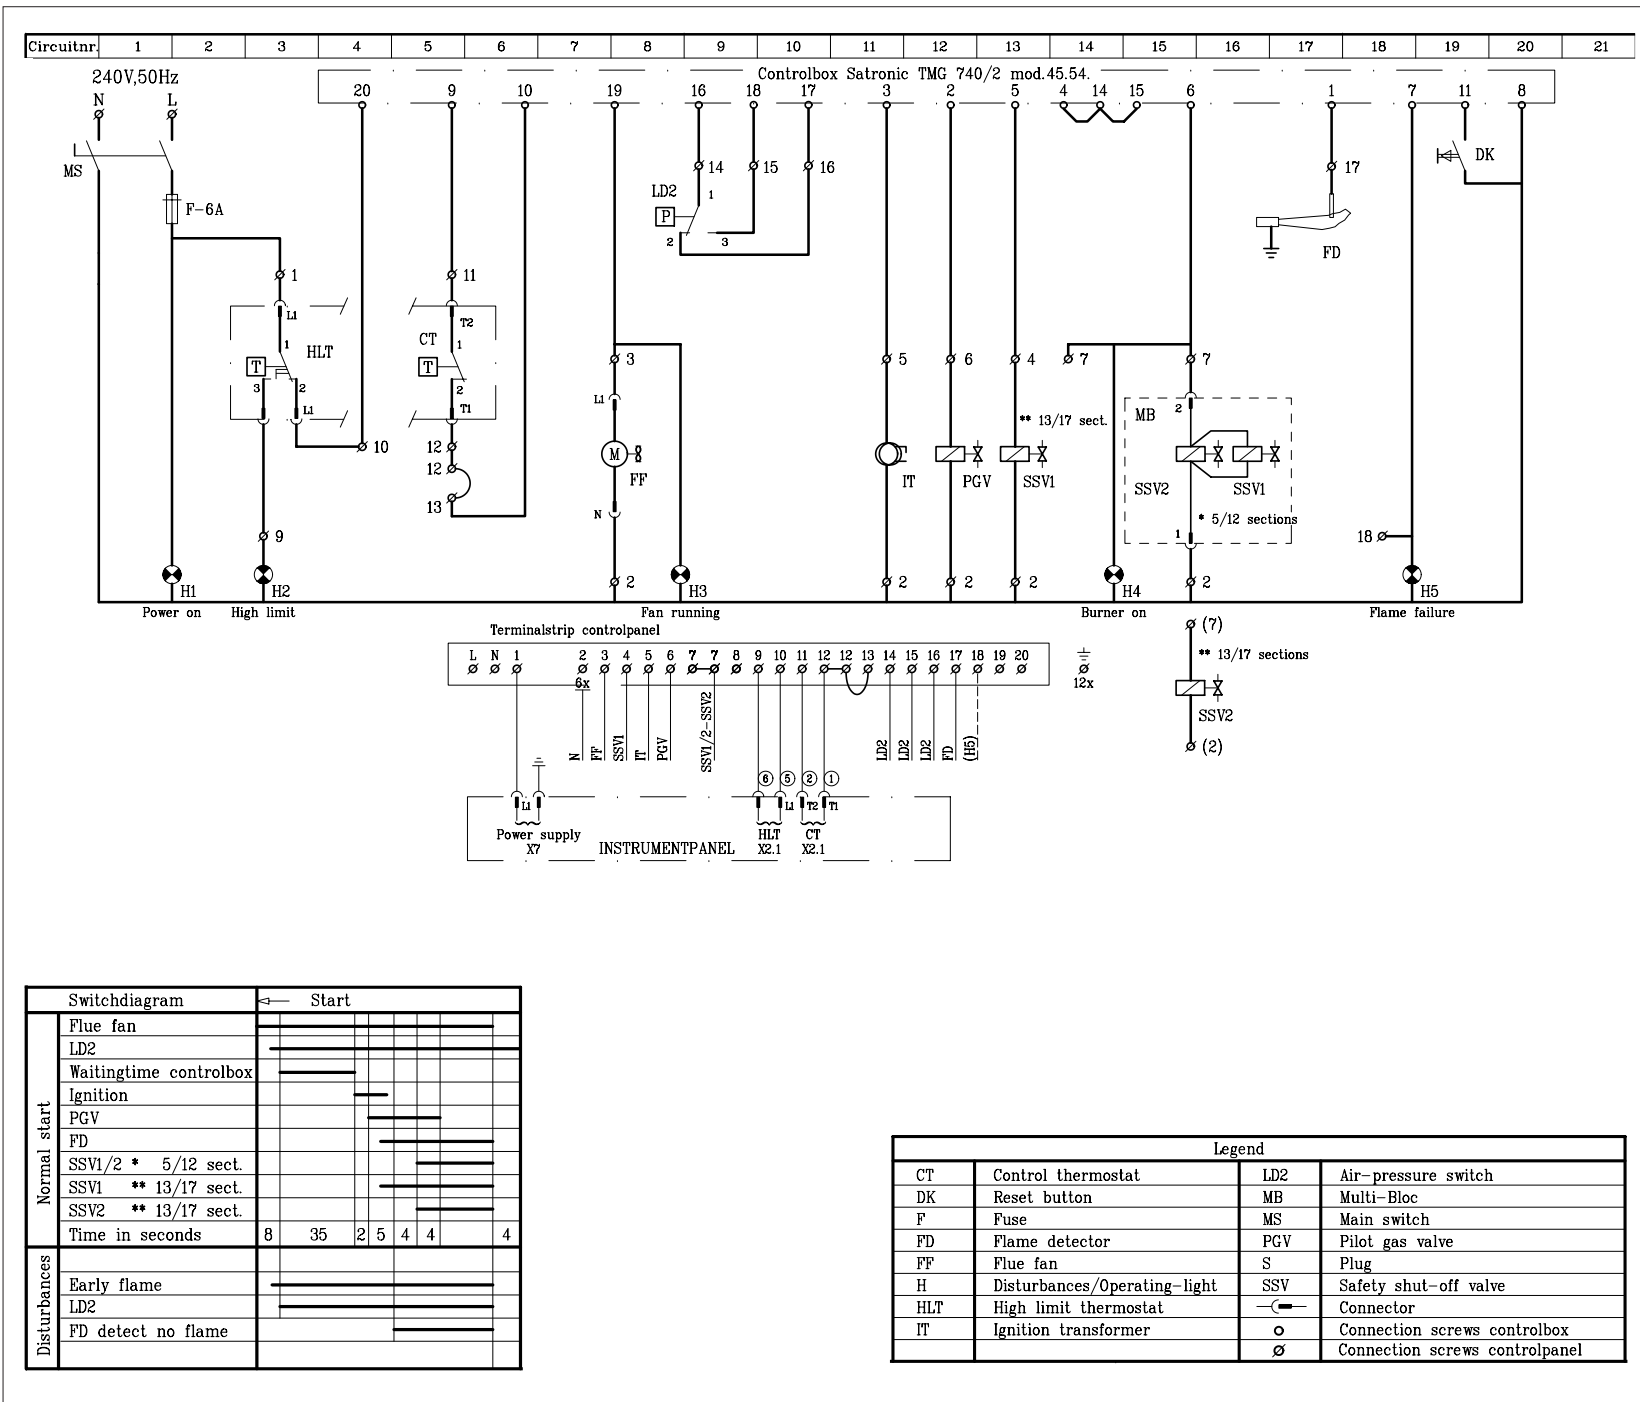 Circuitnr. 1 2 3 4 5 6 7 8 9 10 11 12 13 14 15 16 17 18 19 20 21
240V,50Hz
Controlbox Satronic TMG 740/2 mod.45.54.
N L 20 9 10 19 16 18 17 3 2 5 4 14 15 6 1 7 11 8
MS
F-6A
14 15 16
LD2 1
P
2 3
17
DK
FD
1
L1
HLT
1
T
3 2
L1
10
9
11
T2
CT 1
T
2
T1
12
12
13
3
L1
M
FF
N
2
5 6 4 7 7
** 13/17 sect.
IT PGV SSV1
2 2 2
MB 2
SSV2 SSV1
* 5/12 sections
1
2
18
H1 H2 H3 H4 H5
Power on High limit Fan running Burner on Flame failure
Terminalstrip controlpanel
L N 1 2 3 4 5 6 7 7 8 9 10 11 12 12 13 14 15 16 17 18 19 20
6x 12x
N FF SSV1 IT PGV SSV1/2-SSV2 LD2 LD2 LD2 FD (H5)
6 5 2 1
L1 L1 T2 T1
Power supply HLT CT
X7 INSTRUMENTPANEL X2.1 X2.1
(7)
** 13/17 sections
SSV2
(2)
Switchdiagram Start
Normal start
Flue fan
LD2
Waitingtime controlbox
Ignition
PGV
FD
SSV1/2 * 5/12 sect.
SSV1 ** 13/17 sect.
SSV2 ** 13/17 sect.
Time in seconds 8 35 2 5 4 4 4
Disturbances
Early flame
LD2
FD detect no flame
Legend
CT Control thermostat LD2 Air-pressure switch
DK Reset button MB Multi-Bloc
F Fuse MS Main switch
FD Flame detector PGV Pilot gas valve
FF Flue fan S Plug
H Disturbances/Operating-light SSV Safety shut-off valve
HLT High limit thermostat Connector
IT Ignition transformer Connection screws controlbox
Connection screws controlpanel